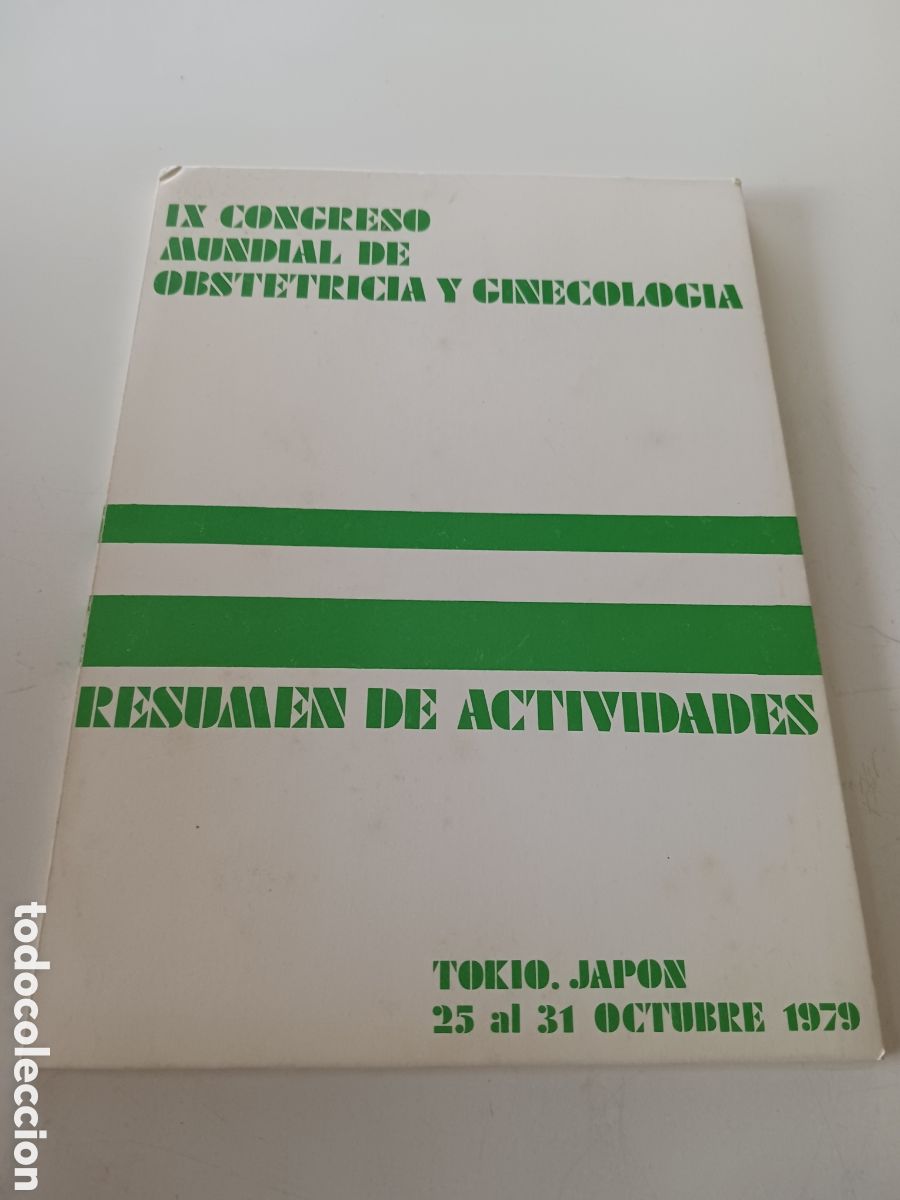 IX CONGRESO
MUNDIAL DE
OBSTETRICIA Y GINECOLOGIA
RESUMEN DE ACTIVIDADES
TOKIO. JAPON
25 al 31 OCTUBRE 1979
todocoleccion